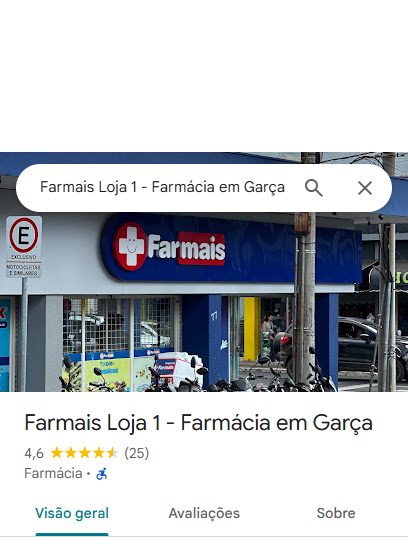 Farmais Loja 1 - Farmácia em Garça
E
EXCLUSIVO
MOTOCICLETAS
E SIMILARES
Farmais
Farmais Loja 1 - Farmácia em Garça
4,6 (25)
Farmácia ·
Visão geral
Avaliações
Sobre